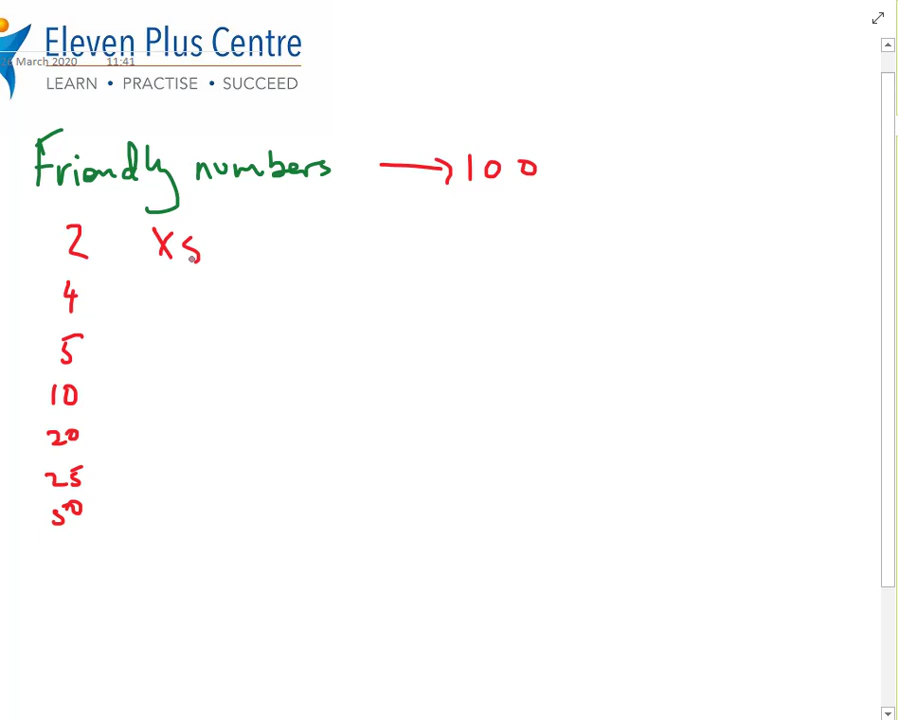 Eleven Plus Centre
March 2020 11:41
LEARN • PRACTISE • SUCCEED
Friendly numbers → 100
2 X5
4
5
10
20
25
50